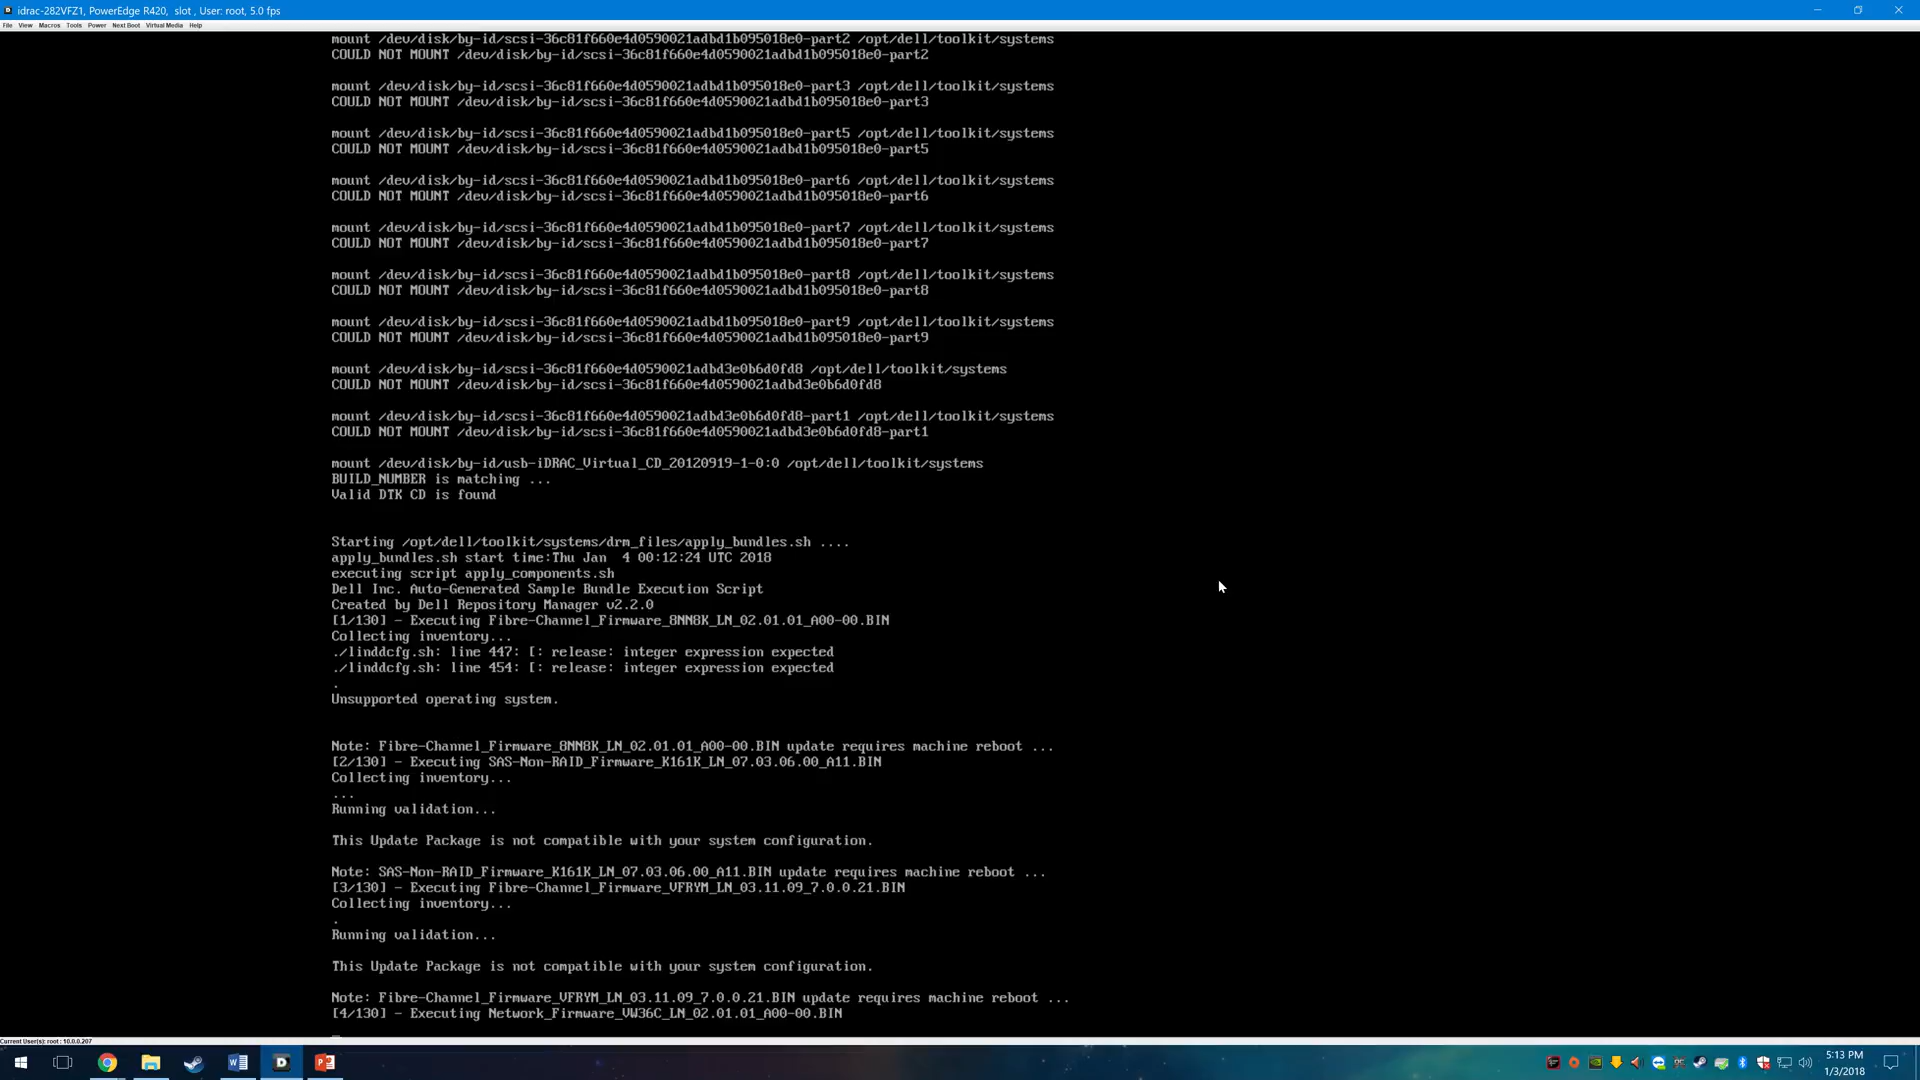 idrac-282VFZ1, PowerEdge R420, slot , User: root, 5.0 fps
File View Macros Tools Power Next Boot Virtual Media Help
mount /dev/disk/by-id/scsi-36c81f660e4d0590021adbd1b095018e0-part2 /opt/dell/toolkit/systems
COULD NOT MOUNT /dev/disk/by-id/scsi-36c81f660e4d0590021adbd1b095018e0-part2
mount /dev/disk/by-id/scsi-36c81f660e4d0590021adbd1b095018e0-part3 /opt/dell/toolkit/systems
COULD NOT MOUNT /dev/disk/by-id/scsi-36c81f660e4d0590021adbd1b095018e0-part3
mount /dev/disk/by-id/scsi-36c81f660e4d0590021adbd1b095018e0-part5 /opt/dell/toolkit/systems
COULD NOT MOUNT /dev/disk/by-id/scsi-36c81f660e4d0590021adbd1b095018e0-part5
mount /dev/disk/by-id/scsi-36c81f660e4d0590021adbd1b095018e0-part6 /opt/dell/toolkit/systems
COULD NOT MOUNT /dev/disk/by-id/scsi-36c81f660e4d0590021adbd1b095018e0-part6
mount /dev/disk/by-id/scsi-36c81f660e4d0590021adbd1b095018e0-part7 /opt/dell/toolkit/systems
COULD NOT MOUNT /dev/disk/by-id/scsi-36c81f660e4d0590021adbd1b095018e0-part7
mount /dev/disk/by-id/scsi-36c81f660e4d0590021adbd1b095018e0-part8 /opt/dell/toolkit/systems
COULD NOT MOUNT /dev/disk/by-id/scsi-36c81f660e4d0590021adbd1b095018e0-part8
mount /dev/disk/by-id/scsi-36c81f660e4d0590021adbd1b095018e0-part9 /opt/dell/toolkit/systems
COULD NOT MOUNT /dev/disk/by-id/scsi-36c81f660e4d0590021adbd1b095018e0-part9
mount /dev/disk/by-id/scsi-36c81f660e4d0590021adbd3e0b6d0fd8 /opt/dell/toolkit/systems
COULD NOT MOUNT /dev/disk/by-id/scsi-36c81f660e4d0590021adbd3e0b6d0fd8
mount /dev/disk/by-id/scsi-36c81f660e4d0590021adbd3e0b6d0fd8-part1 /opt/dell/toolkit/systems
COULD NOT MOUNT /dev/disk/by-id/scsi-36c81f660e4d0590021adbd3e0b6d0fd8-part1
mount /dev/disk/by-id/usb-iDRAC_Virtual_CD_20120919-1-0:0 /opt/dell/toolkit/systems
BUILD_NUMBER is matching ...
Valid DTK CD is found
Starting /opt/dell/toolkit/systems/drm_files/apply_bundles.sh ....
apply_bundles.sh start time:Thu Jan  4 00:12:24 UTC 2018
executing script apply_components.sh
Dell Inc. Auto-Generated Sample Bundle Execution Script
Created by Dell Repository Manager v2.2.0
[1/130] - Executing Fibre-Channel_Firmware_8NN8K_LN_02.01.01_A00-00.BIN
Collecting inventory...
./linddcfg.sh: line 447: [: release: integer expression expected
./linddcfg.sh: line 454: [: release: integer expression expected
.
Unsupported operating system.
Note: Fibre-Channel_Firmware_8NN8K_LN_02.01.01_A00-00.BIN update requires machine reboot ...
[2/130] - Executing SAS-Non-RAID_Firmware_K161K_LN_07.03.06.00_A11.BIN
Collecting inventory...
...
Running validation...
This Update Package is not compatible with your system configuration.
Note: SAS-Non-RAID_Firmware_K161K_LN_07.03.06.00_A11.BIN update requires machine reboot ...
[3/130] - Executing Fibre-Channel_Firmware_VFRYM_LN_03.11.09_7.0.0.21.BIN
Collecting inventory...
.
Running validation...
This Update Package is not compatible with your system configuration.
Note: Fibre-Channel_Firmware_VFRYM_LN_03.11.09_7.0.0.21.BIN update requires machine reboot ...
[4/130] - Executing Network_Firmware_VW36C_LN_02.01.01_A00-00.BIN
Current User(s): root : 10.0.0.207
5:13 PM
1/3/2018